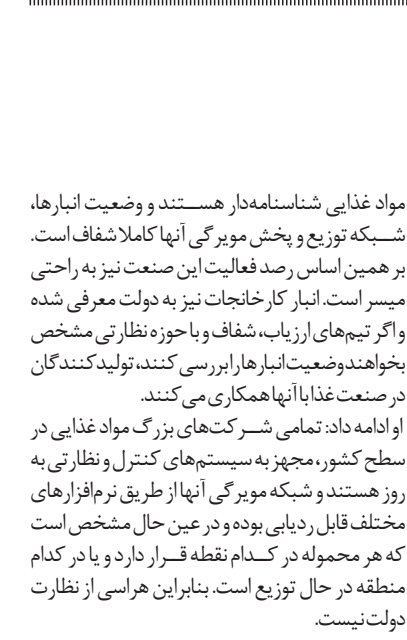 مواد غذایی شناسنامه‌دار هستند و وضعیت انبارها،
شبکه توزیع و پخش مویرگی آنها کاملا شفاف است.
بر همین اساس رصد فعالیت این صنعت نیز به راحتی
میسر است. انبار کارخانجات نیز به دولت معرفی شده
و اگر تیم‌های ارزیاب، شفاف و با حوزه نظارتی مشخص
بخواهند وضعیت انبارها را بررسی کنند، تولیدکنندگان
در صنعت غذا با آنها همکاری می‌کنند.
او ادامه داد: تمامی شرکت‌های بزرگ مواد غذایی در
سطح کشور، مجهز به سیستم‌های کنترل و نظارتی به
روز هستند و شبکه مویرگی آنها از طریق نرم‌افزارهای
مختلف قابل ردیابی بوده و در عین حال مشخص است
که هر محموله در کدام نقطه قرار دارد و یا در کدام
منطقه در حال توزیع است. بنابراین هراسی از نظارت
دولت نیست.